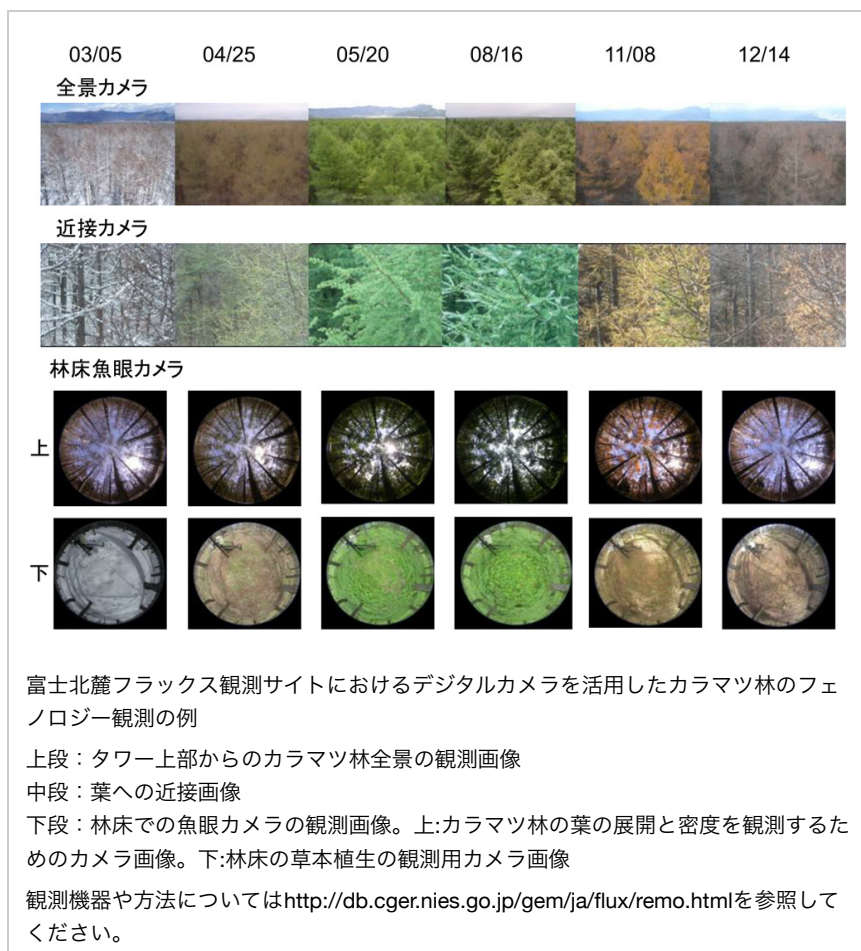 03/05 04/25 05/20 08/16 11/08 12/14
全景カメラ
近接カメラ
林床魚眼カメラ
上
下
富士北麓フラックス観測サイトにおけるデジタルカメラを活用したカラマツ林のフェ
ノロジー観測の例
上段：タワー上部からのカラマツ林全景の観測画像
中段：葉への近接画像
下段：林床での魚眼カメラの観測画像。上:カラマツ林の葉の展開と密度を観測するた
めのカメラ画像。下:林床の草本植生の観測用カメラ画像
観測機器や方法についてはhttp://db.cger.nies.go.jp/gem/ja/flux/remo.htmlを参照して
ください。